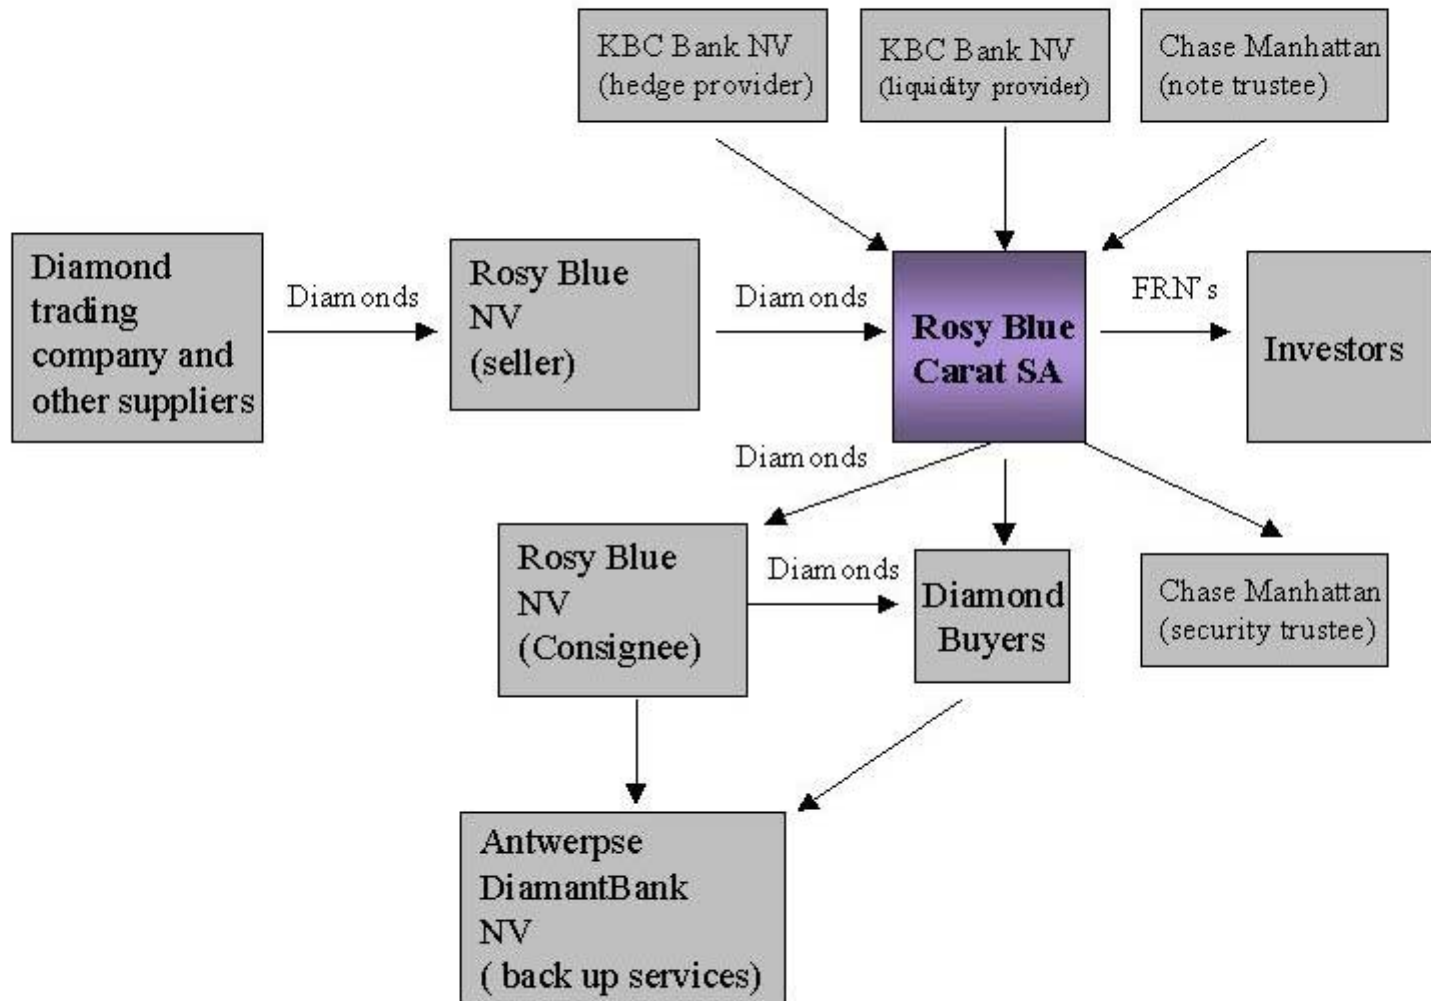 KBC Bank NV
(hedge provider)
KBC Bank NV
(liquidity provider)
Chase Manhattan
(note trustee)
Diamond
trading
company and
other suppliers
Diamonds
Rosy Blue
NV
(seller)
Diamonds
Rosy Blue
Carat SA
FRN's
Investors
Diamonds
Rosy Blue
NV
(Consignee)
Diamonds
Diamond
Buyers
Chase Manhattan
(security trustee)
Antwerpse
DiamantBank
NV
( back up services)